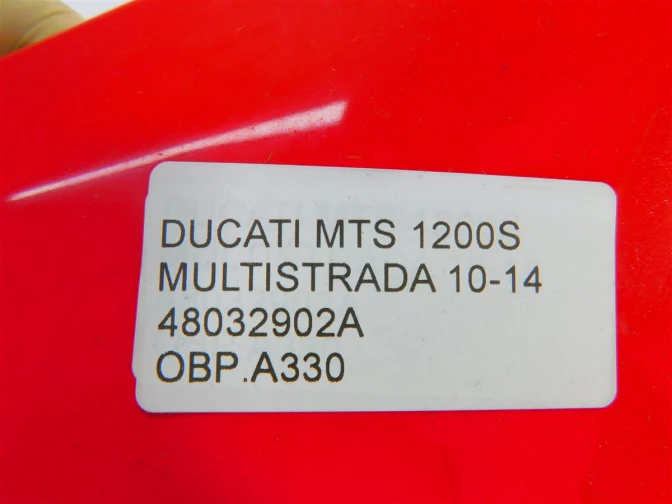 DUCATI MTS 1200S
MULTISTRADA 10-14
48032902A
OBP.A330